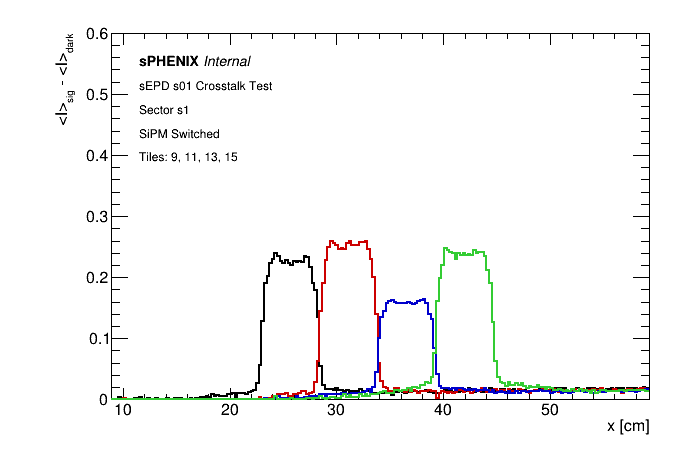 0.6
<I>sig - <I>dark
sPHENIX Internal
sEPD s01 Crosstalk Test
0.5
Sector s1
SiPM Switched
0.4
Tiles: 9, 11, 13, 15
0.3
0.2
0.1
0
10 20 30 40 50
x [cm]